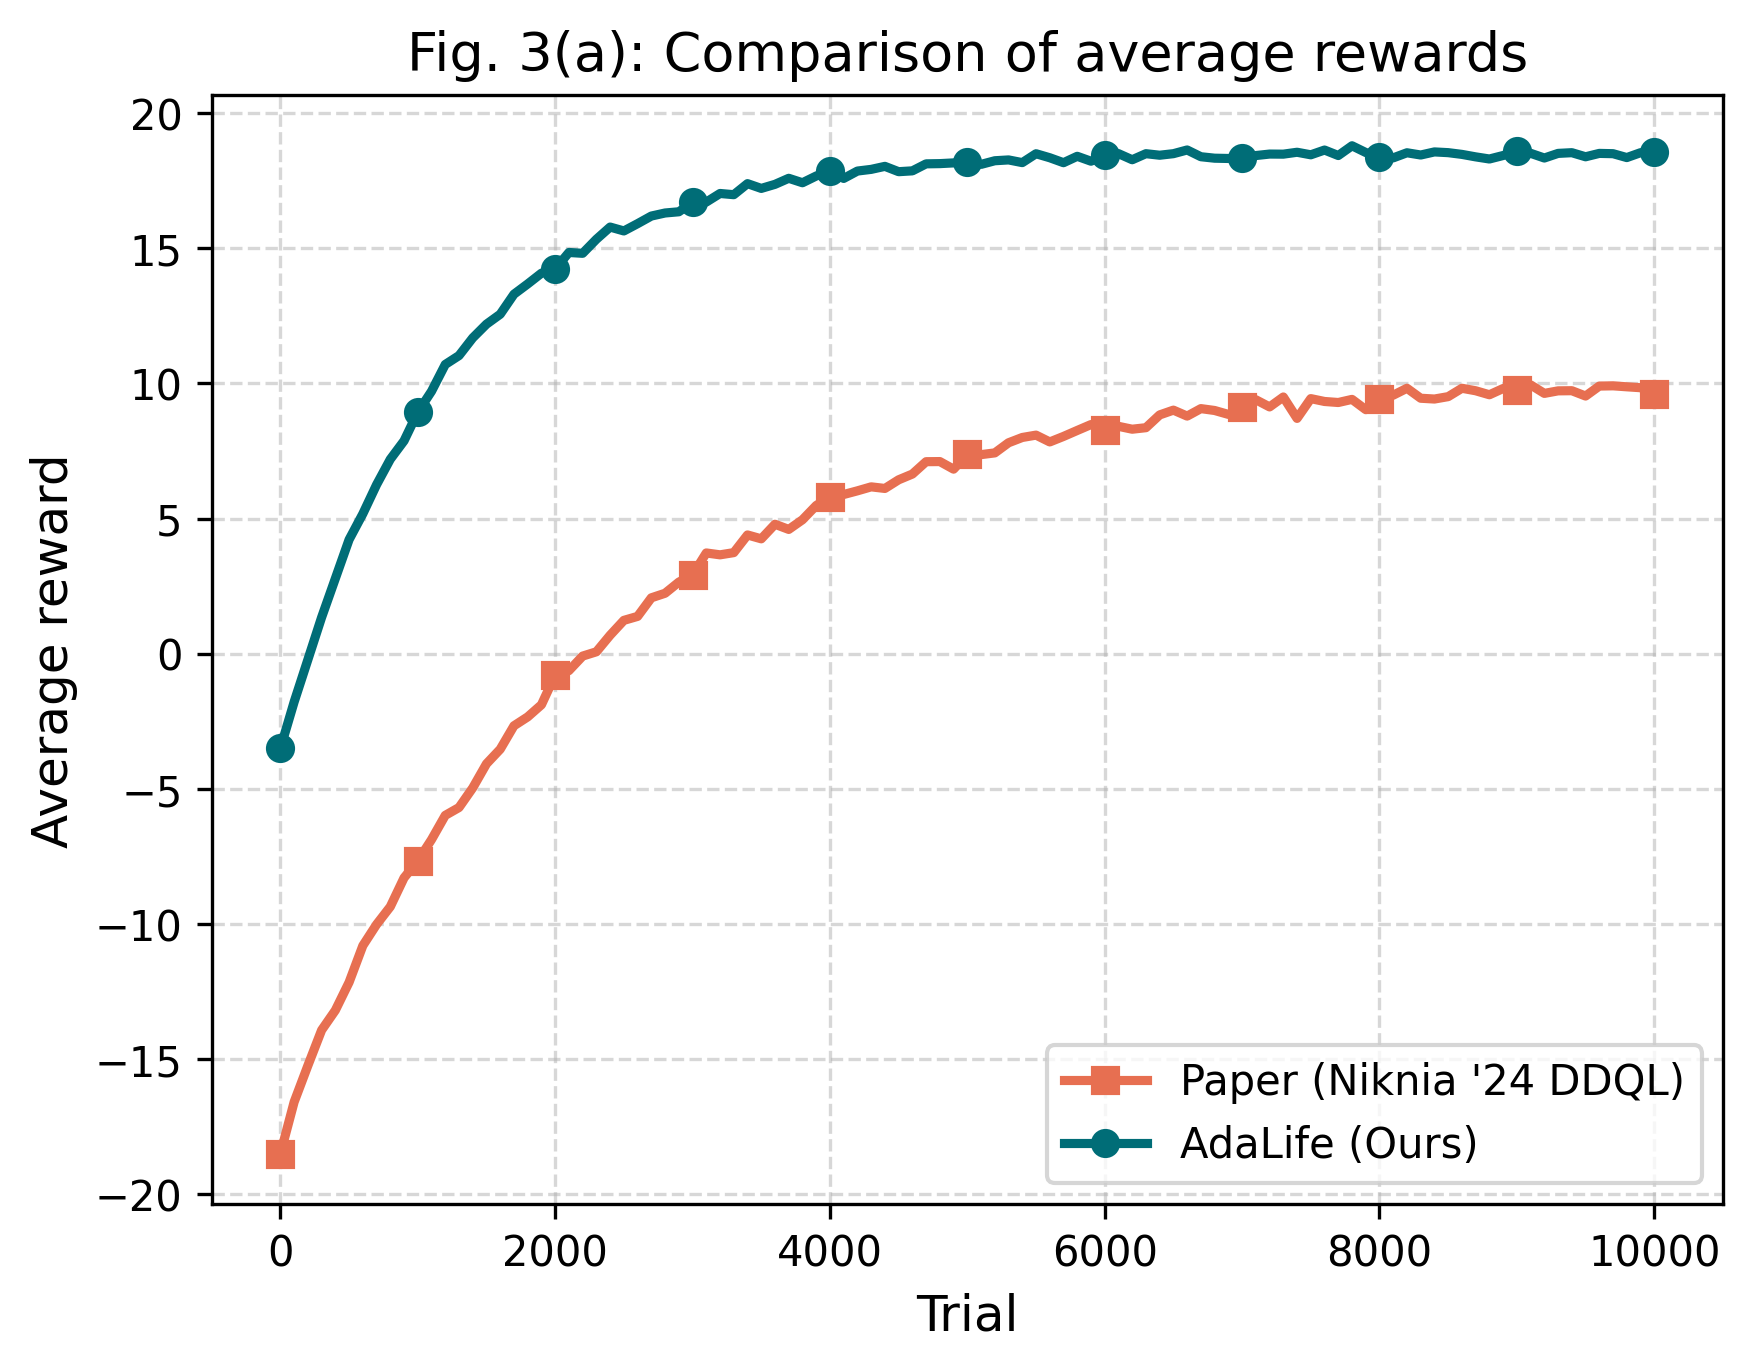 Fig. 3(a): Comparison of average rewards
Average reward
20
15
10
5
0
−5
−10
−15
−20
0 2000 4000 6000 8000 10000
Trial
Paper (Niknia '24 DDQL)
AdaLife (Ours)